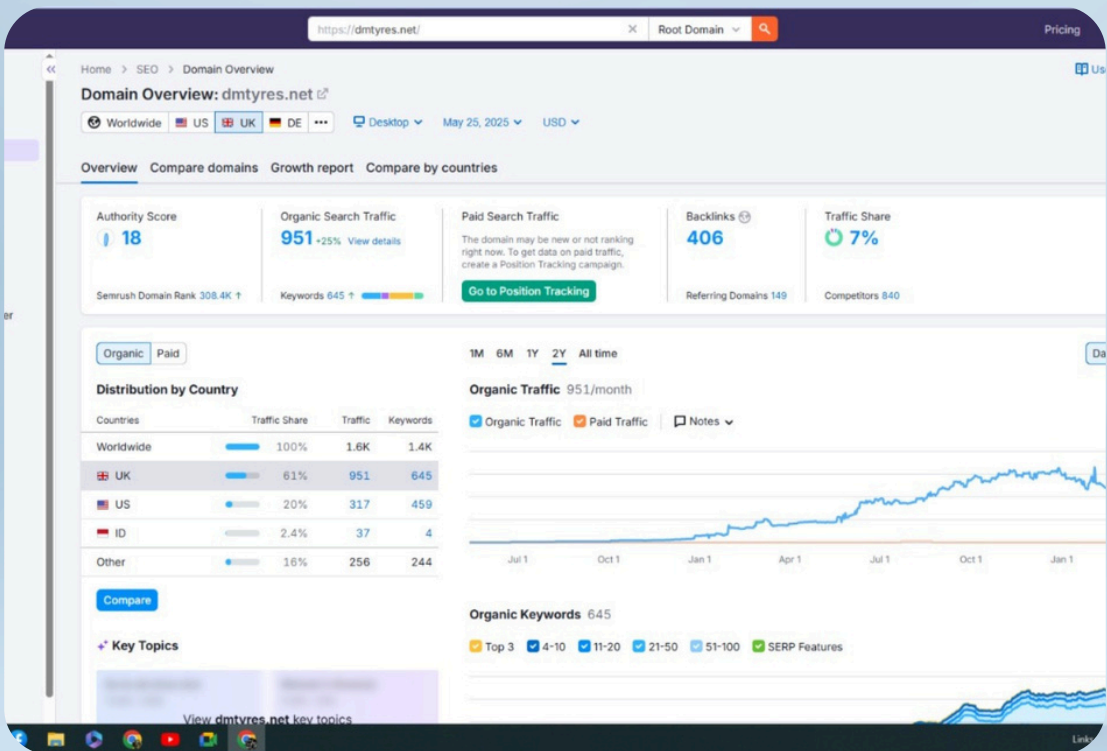 https://dmtyres.net/ × Root Domain
Pricing
Home > SEO > Domain Overview
Us
Domain Overview: dmtyres.net
Worldwide US UK DE ••• Desktop May 25, 2025 USD
Overview Compare domains Growth report Compare by countries
Authority Score
18
Semrush Domain Rank 308.4K ↑
Organic Search Traffic
951 +25% View details
Keywords 645 ↑
Paid Search Traffic
The domain may be new or not ranking
right now. To get data on paid traffic,
create a Position Tracking campaign.
Go to Position Tracking
Backlinks
406
Referring Domains 149
Traffic Share
7%
Competitors 840
er
Organic Paid
Distribution by Country
Countries Traffic Share Traffic Keywords
Worldwide 100% 1.6K 1.4K
UK 61% 951 645
US 20% 317 459
ID 2.4% 37 4
Other 16% 256 244
Compare
Key Topics
View dmtyres.net key topics
1M 6M 1Y 2Y All time
Da
Organic Traffic 951/month
Organic Traffic Paid Traffic Notes
Jul 1 Oct 1 Jan 1 Apr 1 Jul 1 Oct 1 Jan 1
Organic Keywords 645
Top 3 4-10 11-20 21-50 51-100 SERP Features
Links